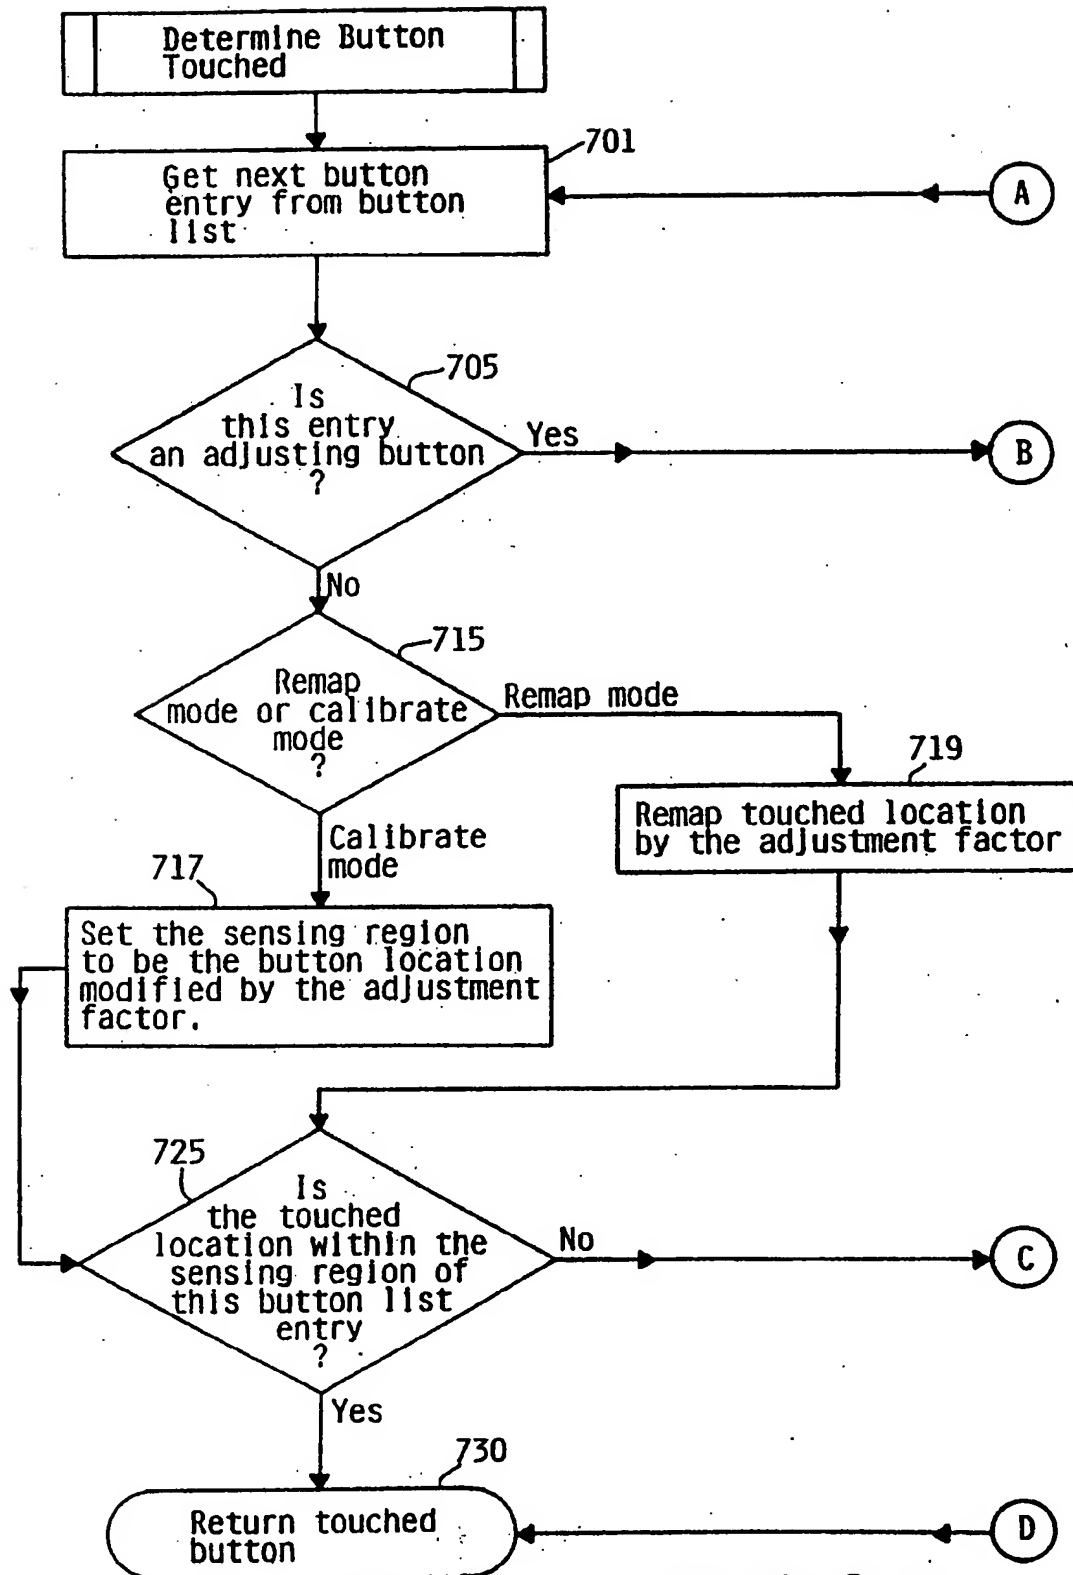 Determine Button
Touched
701
Get next button
entry from button
list
A
705
Is
this entry
an adjusting button
?
Yes
B
No
715
Remap
mode or calibrate
mode
?
Remap mode
719
Remap touched location
by the adjustment factor
Calibrate
mode
717
Set the sensing region
to be the button location
modified by the adjustment
factor.
725
Is
the touched
location within the
sensing region of
this button list
entry
?
No
C
Yes
730
Return touched
button
D